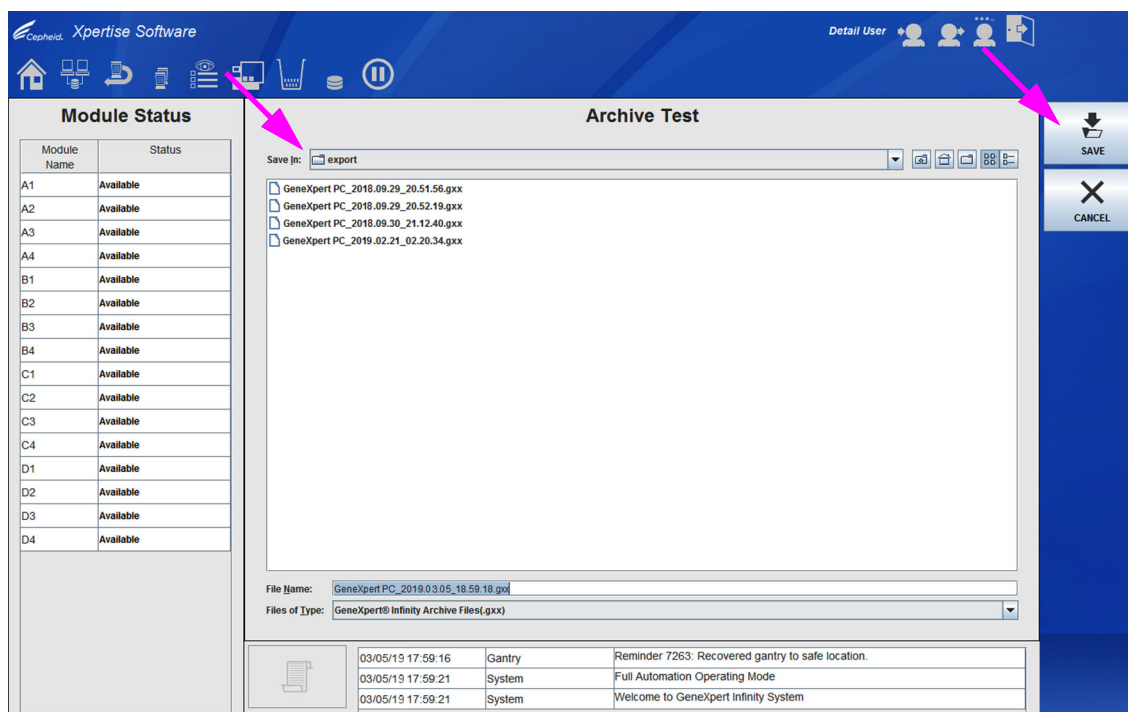 Cepheid. Xpertise Software
Detail User
Module Status
Module Name Status
A1 Available
A2 Available
A3 Available
A4 Available
B1 Available
B2 Available
B3 Available
B4 Available
C1 Available
C2 Available
C3 Available
C4 Available
D1 Available
D2 Available
D3 Available
D4 Available
Archive Test
Save In: export
GeneXpert PC_2018.09.29_20.51.56.gxx
GeneXpert PC_2018.09.29_20.52.19.gxx
GeneXpert PC_2018.09.30_21.12.40.gxx
GeneXpert PC_2019.02.21_02.20.34.gxx
File Name: GeneXpert PC_2019.03.05_18.59.18.gxx
Files of Type: GeneXpert® Infinity Archive Files(.gxx)
03/05/19 17:59:16 Gantry Reminder 7263: Recovered gantry to safe location.
03/05/19 17:59:21 System Full Automation Operating Mode
03/05/19 17:59:21 System Welcome to GeneXpert Infinity System
SAVE
CANCEL